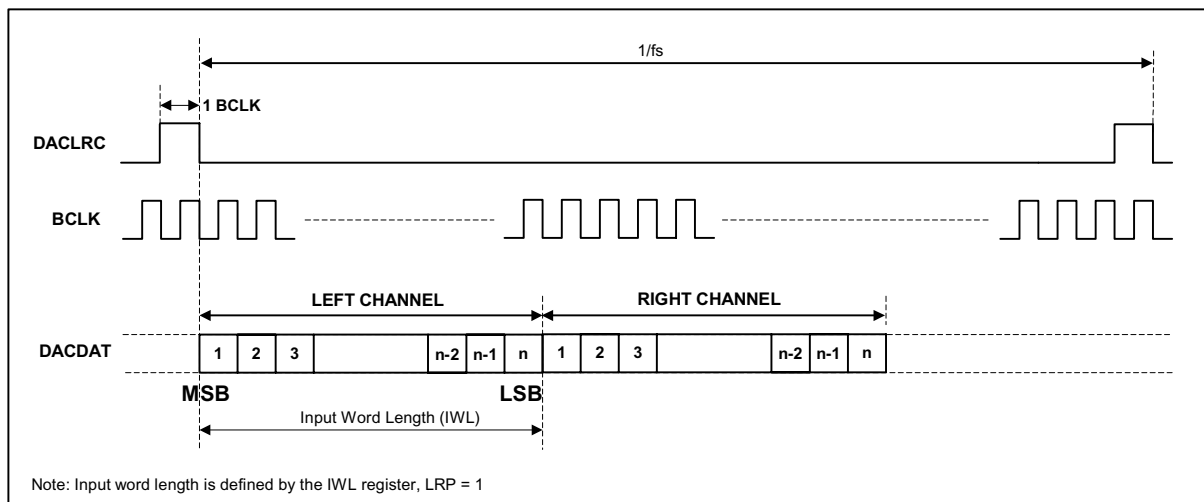 1/fs
1 BCLK
DACLRC
BCLK
LEFT CHANNEL RIGHT CHANNEL
DACDAT 1 2 3 n-2 n-1 n 1 2 3 n-2 n-1 n
MSB LSB
Input Word Length (IWL)
Note: Input word length is defined by the IWL register, LRP = 1